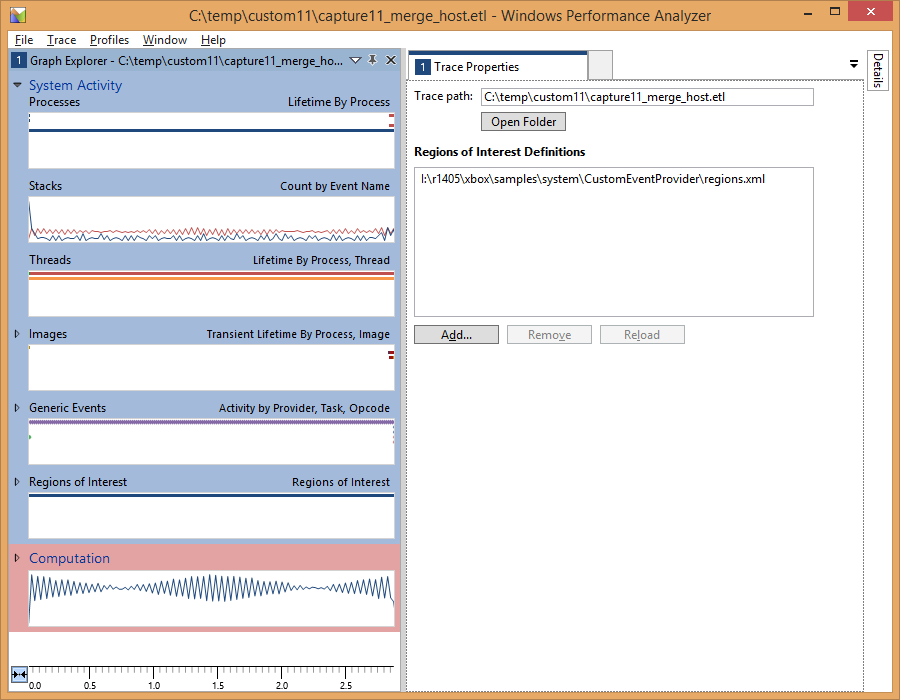 C:\temp\custom11\capture11_merge_host.etl - Windows Performance Analyzer
File Trace Profiles Window Help
1 Graph Explorer - C:\temp\custom11\capture11_merge_ho...
System Activity
Processes Lifetime By Process
Stacks Count by Event Name
Threads Lifetime By Process, Thread
Images Transient Lifetime By Process, Image
Generic Events Activity by Provider, Task, Opcode
Regions of Interest Regions of Interest
Computation
0.0 0.5 1.0 1.5 2.0 2.5
1 Trace Properties
Trace path: C:\temp\custom11\capture11_merge_host.etl
Open Folder
Regions of Interest Definitions
I:\r1405\xbox\samples\system\CustomEventProvider\regions.xml
Add... Remove Reload
Details